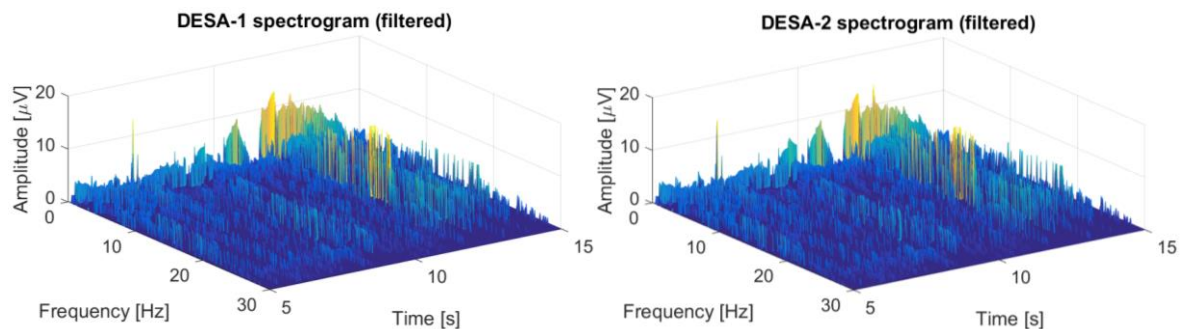 DESA-1 spectrogram (filtered)
20
10
0
Amplitude [μV]
0
10
20
30
Frequency [Hz]
5
10
15
Time [s]
DESA-2 spectrogram (filtered)
20
10
0
Amplitude [μV]
0
10
20
30
Frequency [Hz]
5
10
15
Time [s]